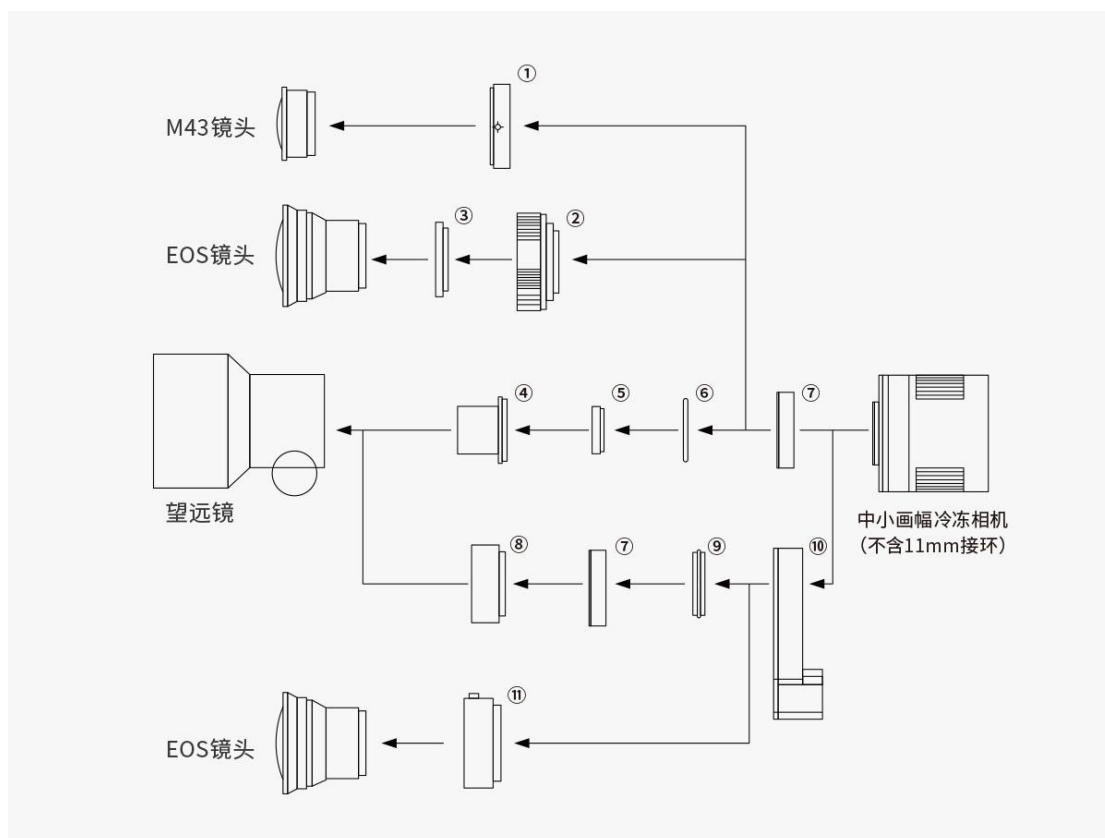 ①
M43镜头
③
②
EOS镜头
④
⑤
⑥
⑦
望远镜
中小画幅冷冻相机
（不含11mm接环）
⑧
⑦
⑨
⑩
⑪
EOS镜头